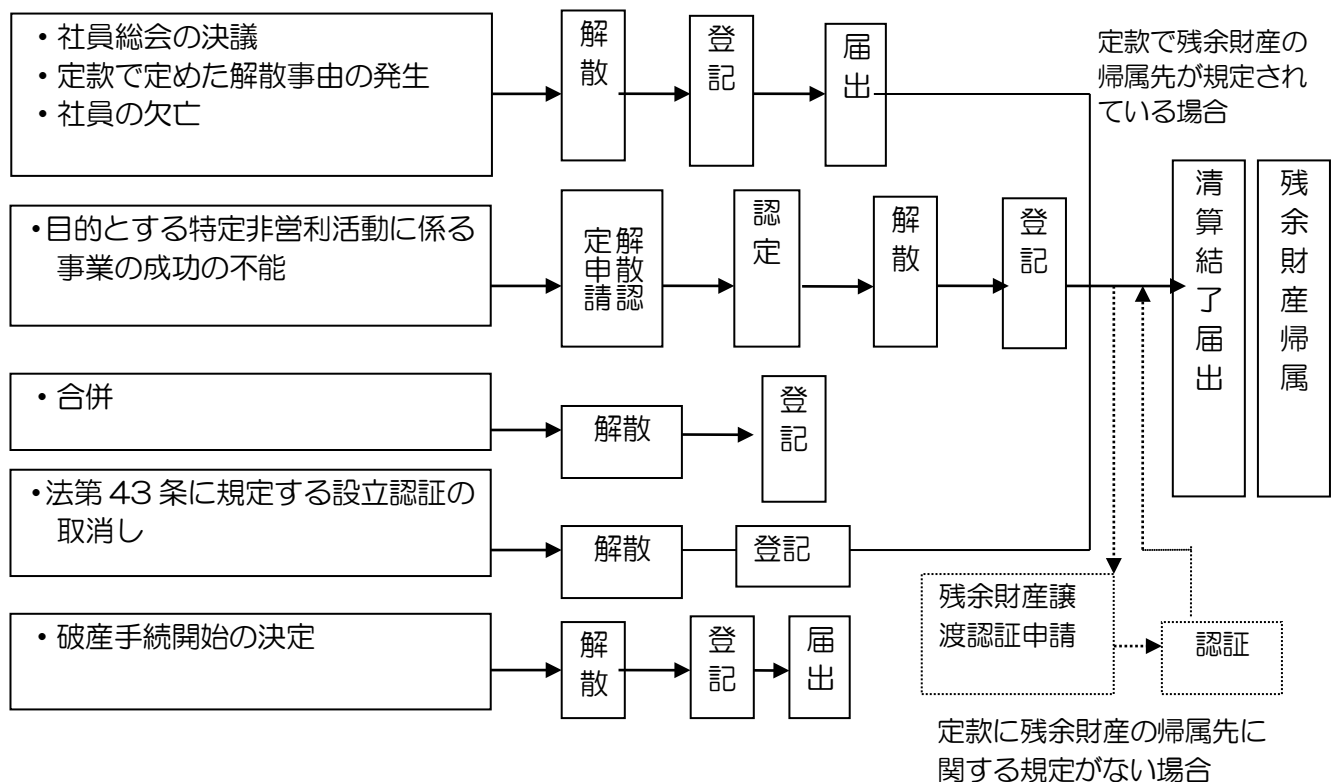 ・社員総会の決議
・定款で定めた解散事由の発生
・社員の欠亡
解散
登記
届出
定款で残余財産の
帰属先が規定され
ている場合
・目的とする特定非営利活動に係る
事業の成功の不能
解散認
定申請
認定
解散
登記
清算結了届出
残余財産帰属
・合併
解散
登記
・法第 43 条に規定する設立認証の
取消し
解散
登記
残余財産譲
渡認証申請
認証
・破産手続開始の決定
解散
登記
届出
定款に残余財産の帰属先に
関する規定がない場合